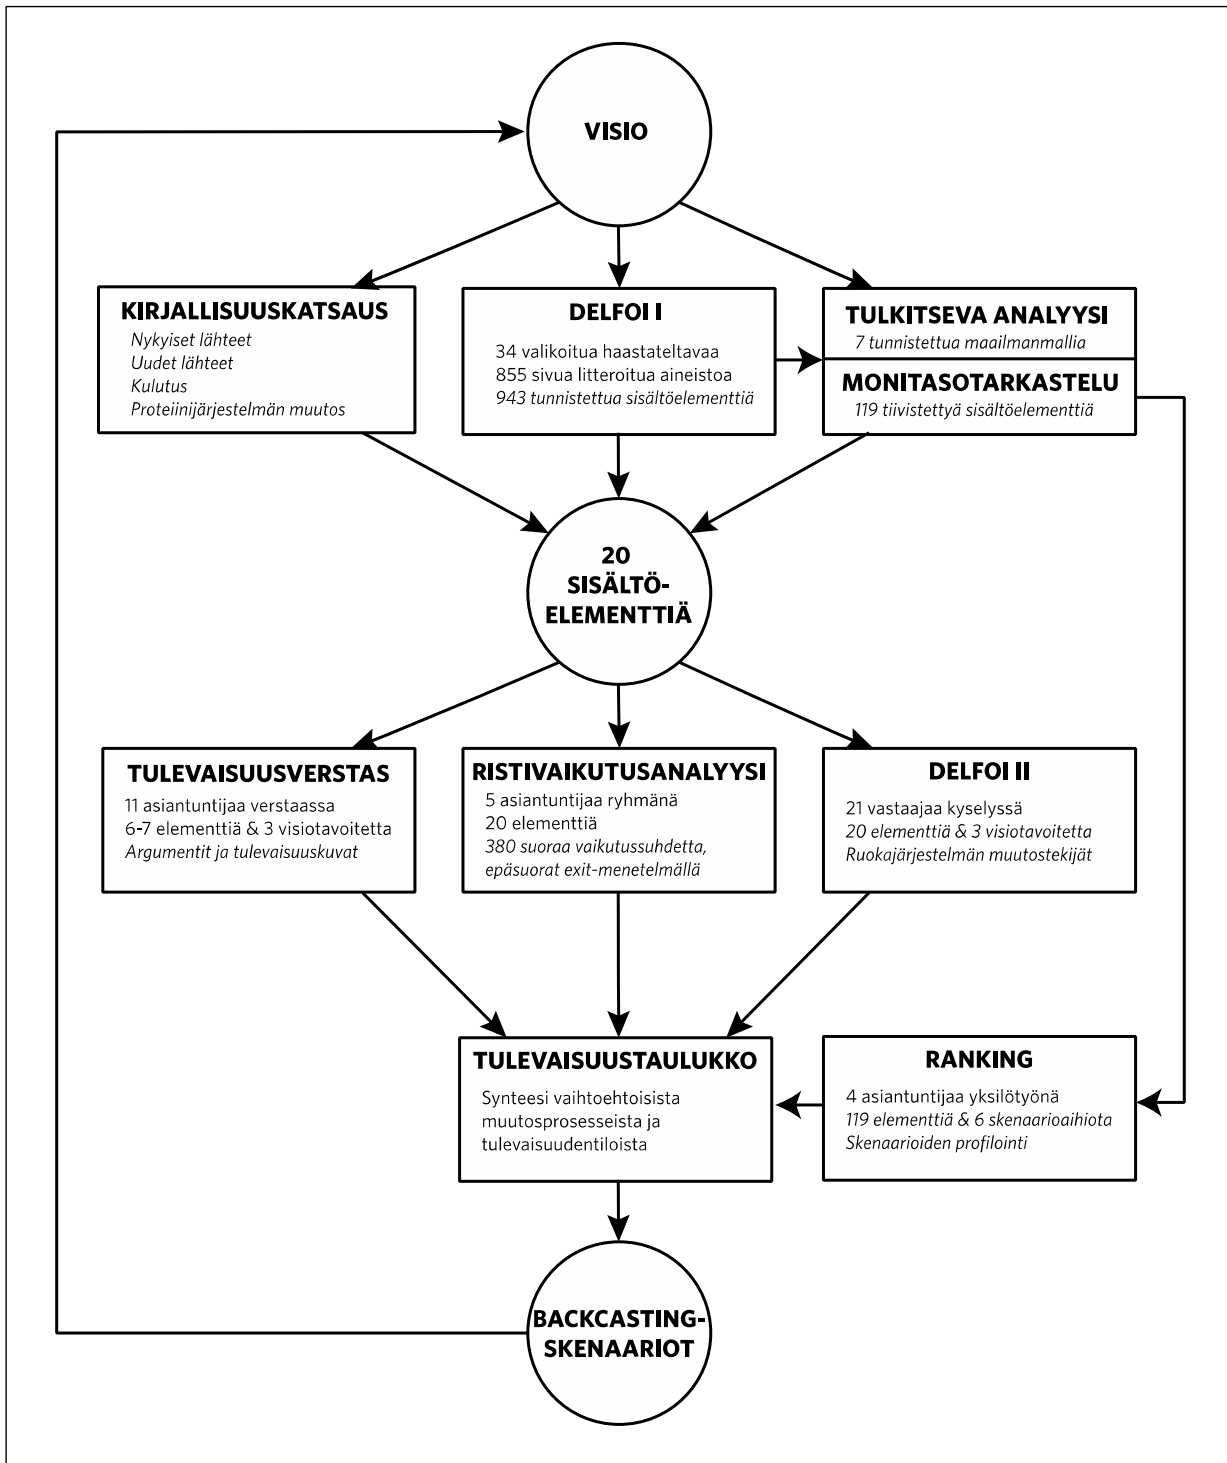 VISIO
KIRJALLISUUSKATSAUS
Nykyiset lähteet
Uudet lähteet
Kulutus
Proteiinijärjestelmän muutos
DELFOI I
34 valikoitua haastateltavaa
855 sivua litteroitua aineistoa
943 tunnistettua sisältöelementtiä
TULKITSEVA ANALYYSI
7 tunnistettua maailmanmallia
MONITASOTARKASTELU
119 tiivistettyä sisältöelementtiä
20
SISÄLTÖ-
ELEMENTTIÄ
TULEVAISUUSVERSTAS
11 asiantuntijaa verstaassa
6-7 elementtiä & 3 visiotavoitetta
Argumentit ja tulevaisuuskuvat
RISTIVAIKUTUSANALYYSI
5 asiantuntijaa ryhmänä
20 elementtiä
380 suoraa vaikutussuhdetta,
epäsuorat exit-menetelmällä
DELFOI II
21 vastaajaa kyselyssä
20 elementtiä & 3 visiotavoitetta
Ruokajärjestelmän muutostekijät
TULEVAISUUSTAULUKKO
Synteesi vaihtoehtoisista
muutosprosesseista ja
tulevaisuudentiloista
RANKING
4 asiantuntijaa yksilötyönä
119 elementtiä & 6 skenaarioaihiota
Skenaarioiden profilointi
BACKCASTING-
SKENAARIOT